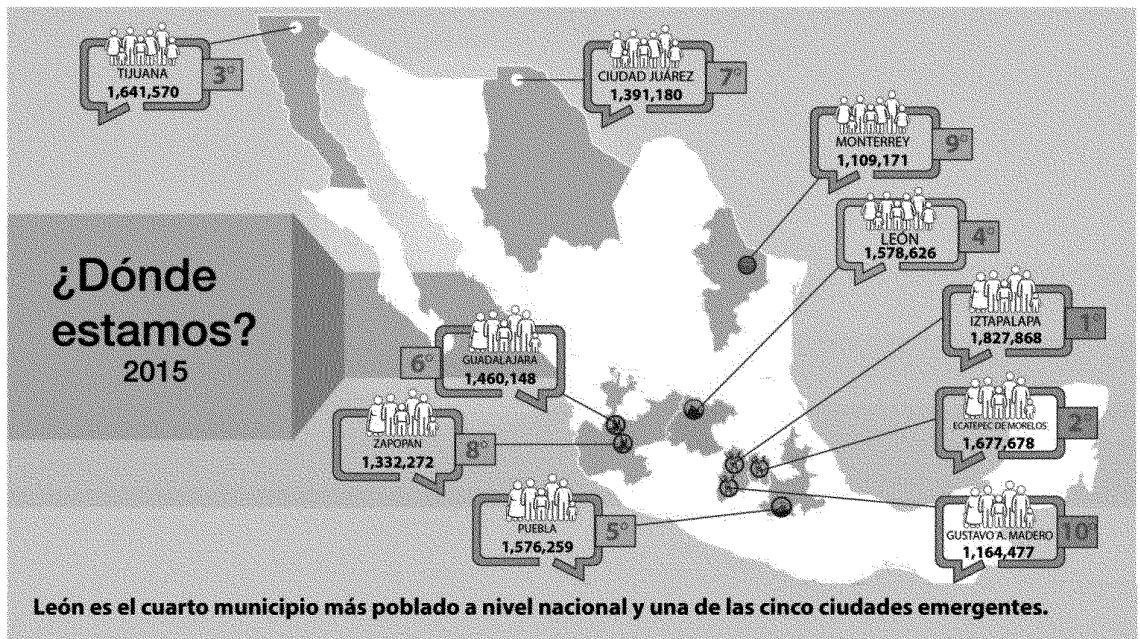 TIJUANA
1,641,570
3°
CIUDAD JUÁREZ
1,391,180
7°
MONTERREY
1,109,171
9°
LEÓN
1,578,626
4°
¿Dónde
estamos?
2015
IZTAPALAPA
1,827,868
1°
GUADALAJARA
1,460,148
6°
ECATEPEC DE MORELOS
1,677,678
2°
ZAPOPAN
1,332,272
8°
PUEBLA
1,576,259
5°
GUSTAVO A. MADERO
1,164,477
10°
León es el cuarto municipio más poblado a nivel nacional y una de las cinco ciudades emergentes.